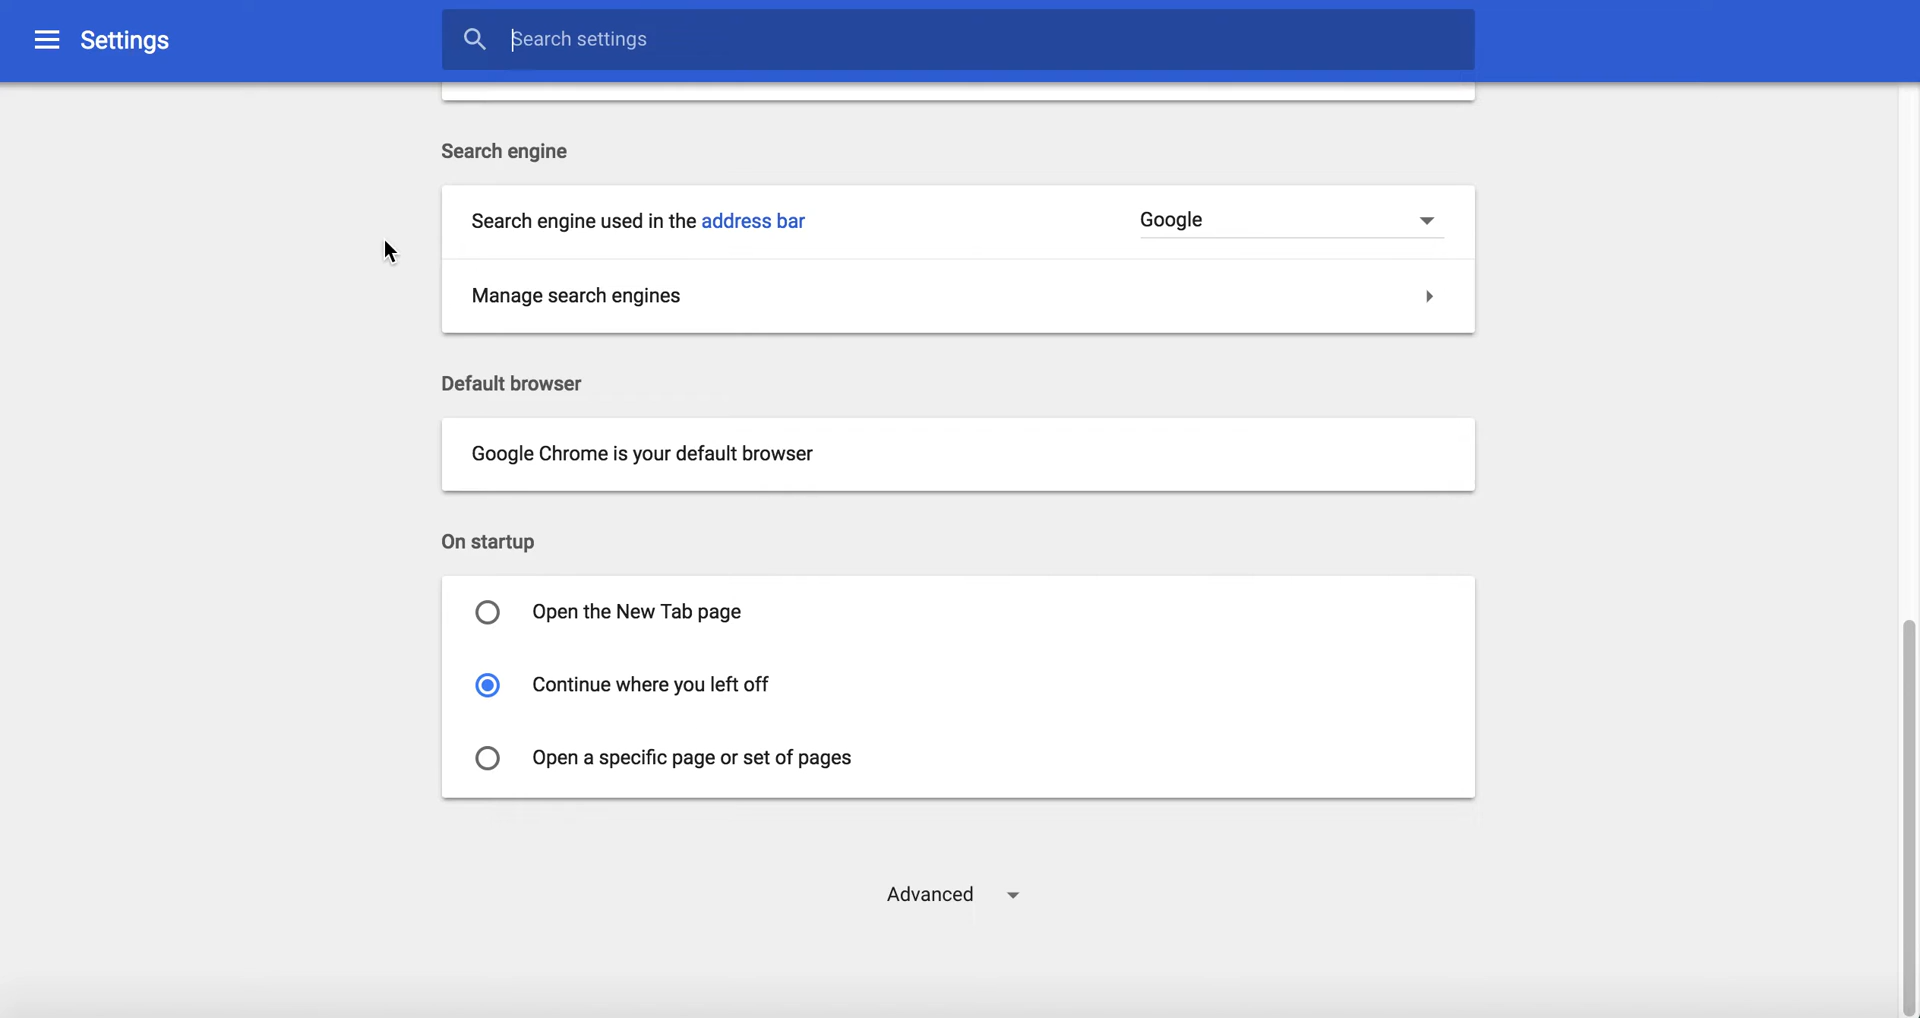 Settings
Search settings
Search engine
Search engine used in the address bar
Google
Manage search engines
Default browser
Google Chrome is your default browser
On startup
Open the New Tab page
Continue where you left off
Open a specific page or set of pages
Advanced